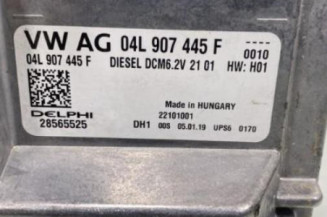 VW AG 04L 907 445 F
0010
04L 907 445 F DIESEL DCM6.2V 21 01 HW: H01
Made in HUNGARY
22101001
DELPHI
28565525
DH1 005 05.01.19 UPS6 0170